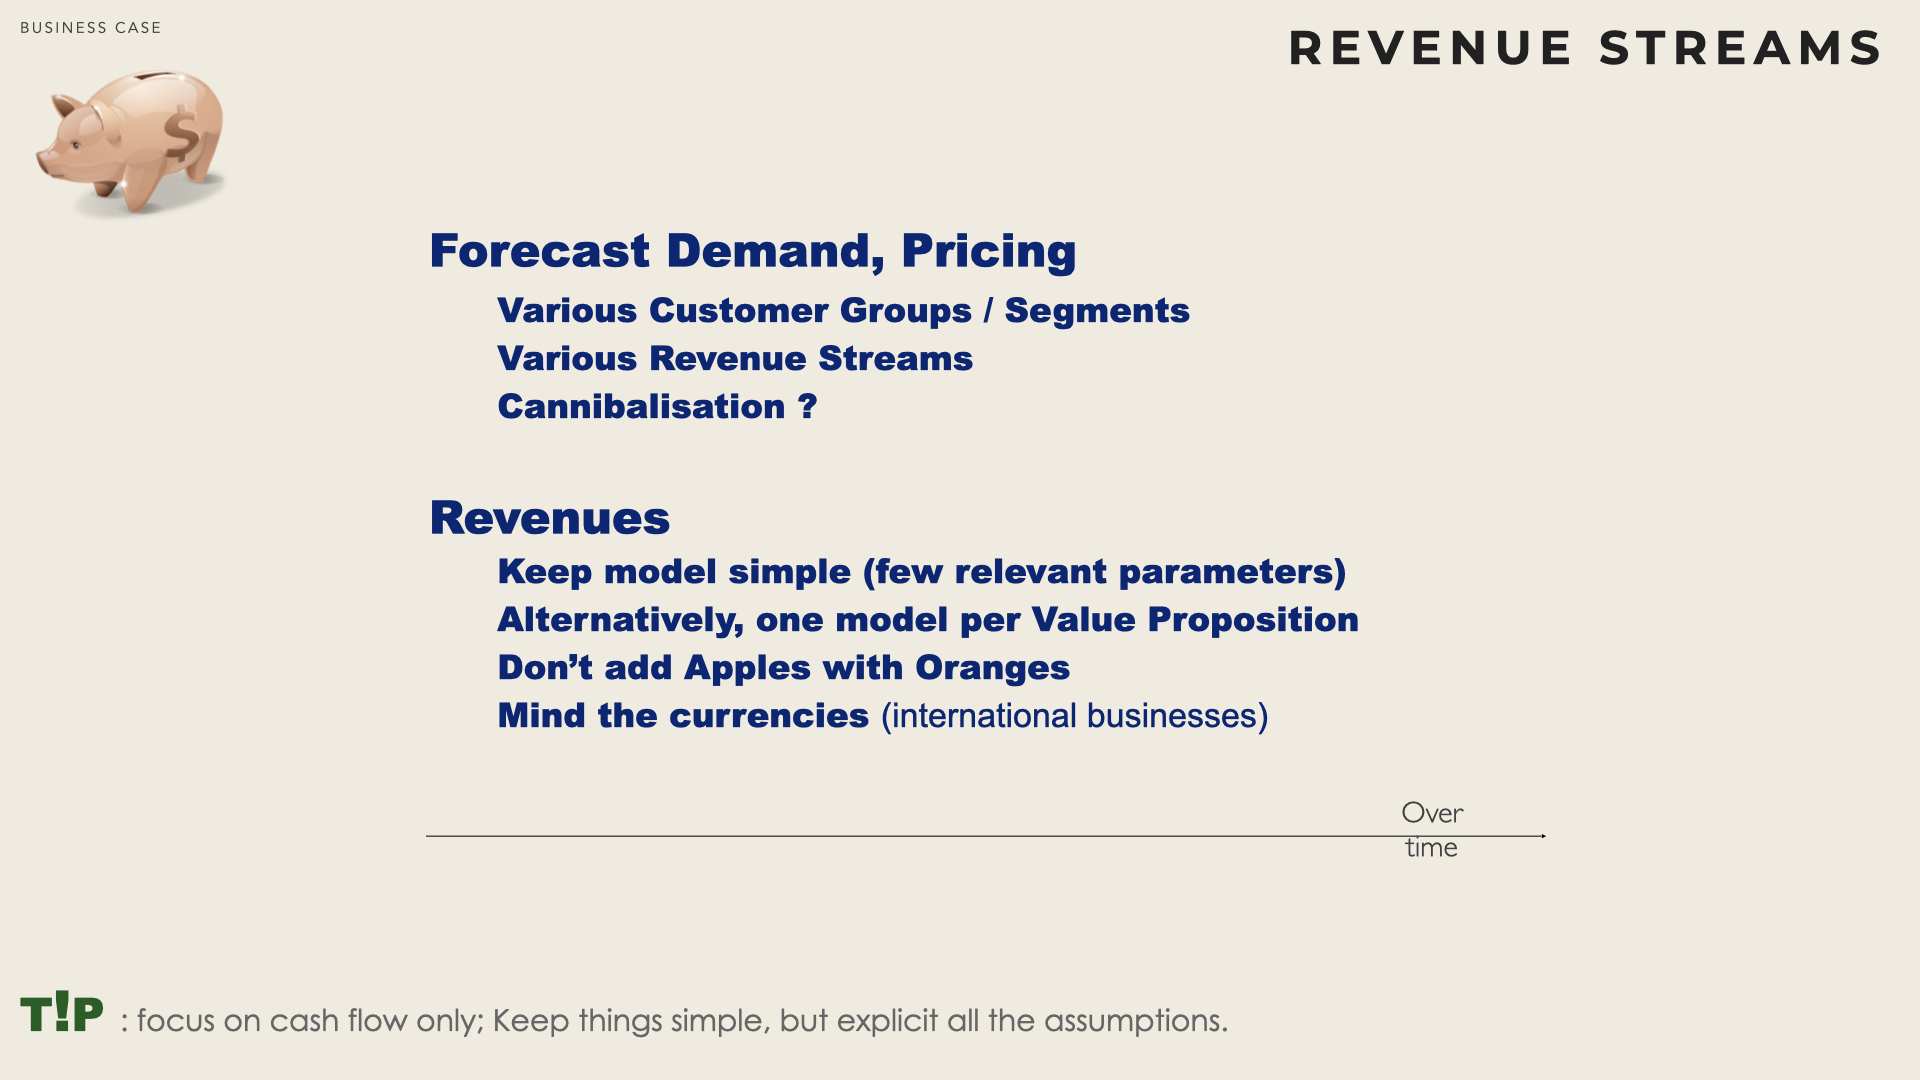 BUSINESS CASE
REVENUE STREAMS
$
Forecast Demand, Pricing
Various Customer Groups / Segments
Various Revenue Streams
Cannibalisation ?
Revenues
Keep model simple (few relevant parameters)
Alternatively, one model per Value Proposition
Don’t add Apples with Oranges
Mind the currencies (international businesses)
Over
time
T!P : focus on cash flow only; Keep things simple, but explicit all the assumptions.